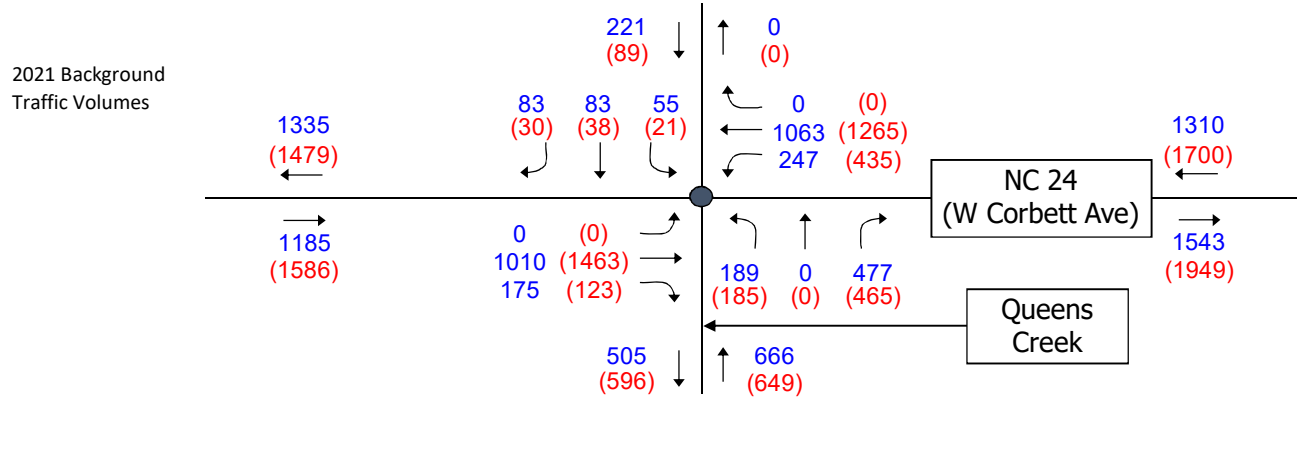 221 0
(89) (0)
2021 Background
Traffic Volumes
83 83 55 0 (0)
(30) (38) (21) 1063 (1265)
247 (435)
1335 1310
(1479) (1700)
NC 24
(W Corbett Ave)
1185 1543
(1586) (1949)
0 (0)
1010 (1463)
175 (123)
189 0 477
(185) (0) (465)
Queens
Creek
505 666
(596) (649)